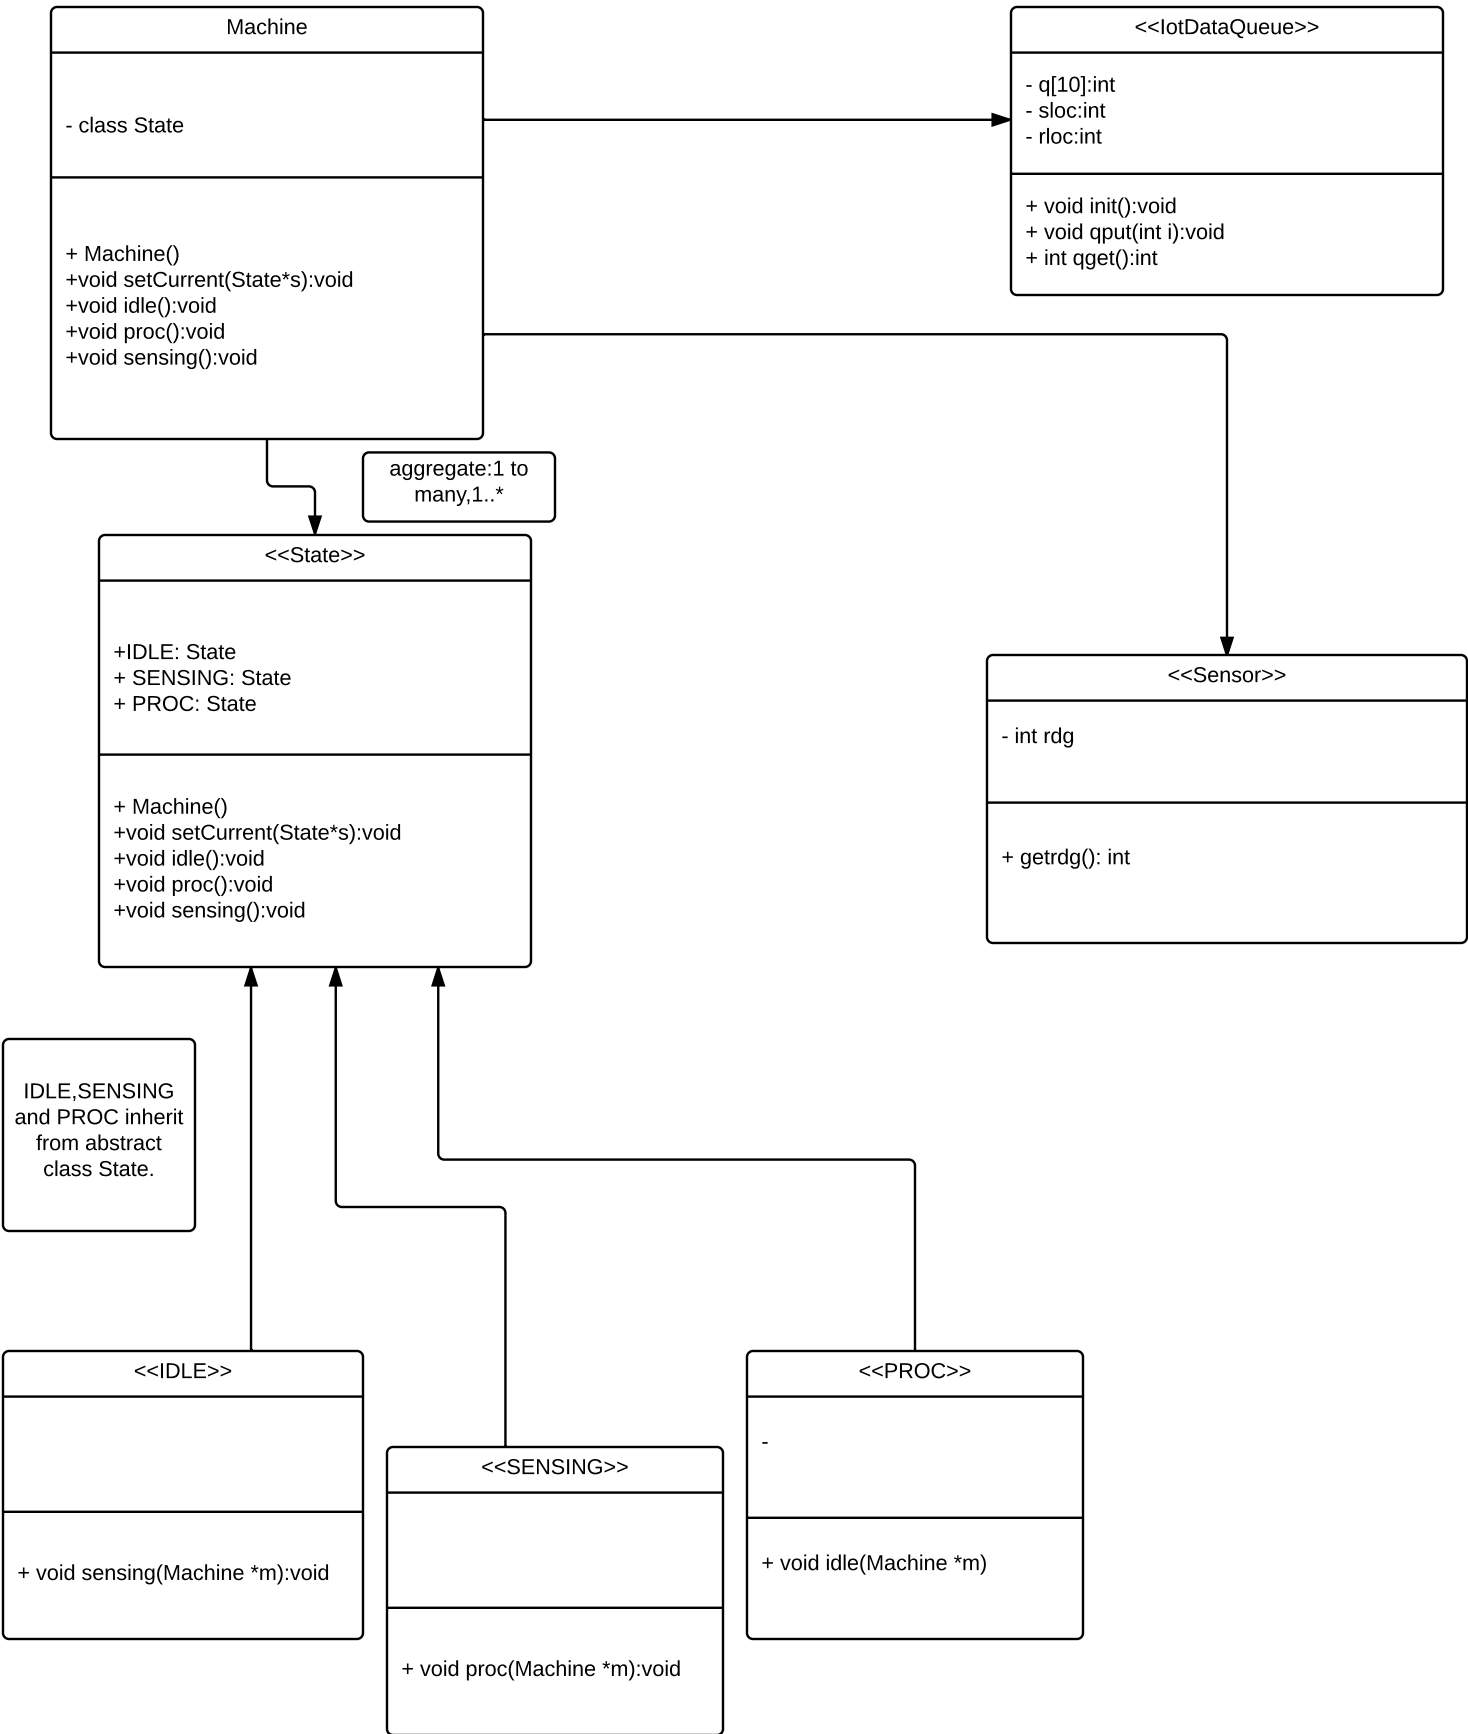 Machine
- class State
+ Machine()
+void setCurrent(State*s):void
+void idle():void
+void proc():void
+void sensing():void
<<IotDataQueue>>
- q[10]:int
- sloc:int
- rloc:int
+ void init():void
+ void qput(int i):void
+ int qget():int
aggregate:1 to
many,1..*
<<State>>
+IDLE: State
+ SENSING: State
+ PROC: State
+ Machine()
+void setCurrent(State*s):void
+void idle():void
+void proc():void
+void sensing():void
<<Sensor>>
- int rdg
+ getrdg(): int
IDLE,SENSING
and PROC inherit
from abstract
class State.
<<IDLE>>
+ void sensing(Machine *m):void
<<SENSING>>
+ void proc(Machine *m):void
<<PROC>>
-
+ void idle(Machine *m)